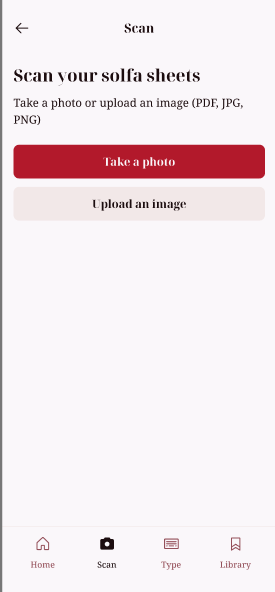 Scan
Scan your solfa sheets
Take a photo or upload an image (PDF, JPG,
PNG)
Take a photo
Upload an image
Home
Scan
Type
Library